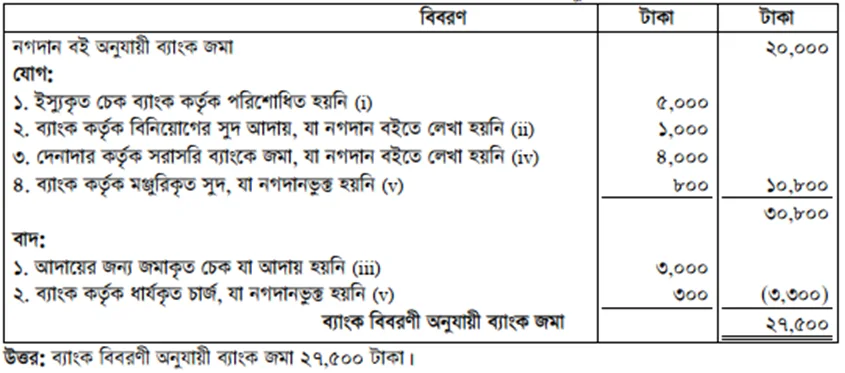 বিবরণ টাকা টাকা
নগদান বই অনুযায়ী ব্যাংক জমা ২০,০০০
যোগ:
১. ইস্যুকৃত চেক ব্যাংক কর্তৃক পরিশোধিত হয়নি (i) ৫,০০০
২. ব্যাংক কর্তৃক বিনিয়োগের সুদ আদায়, যা নগদান বইতে লেখা হয়নি (ii) ১,০০০
৩. দেনাদার কর্তৃক সরাসরি ব্যাংকে জমা, যা নগদান বইতে লেখা হয়নি (iv) ৪,০০০
৪. ব্যাংক কর্তৃক মঞ্জুরিকৃত সুদ, যা নগদানভুক্ত হয়নি (v) ৮০০ ১০,৮০০
৩০,৮০০
বাদ:
১. আদায়ের জন্য জমাকৃত চেক যা আদায় হয়নি (iii) ৩,০০০
২. ব্যাংক কর্তৃক ধার্যকৃত চার্জ, যা নগদানভুক্ত হয়নি (v) ৩০০ (৩,৩০০)
ব্যাংক বিবরণী অনুযায়ী ব্যাংক জমা ২৭,৫০০
উত্তর: ব্যাংক বিবরণী অনুযায়ী ব্যাংক জমা ২৭,৫০০ টাকা।